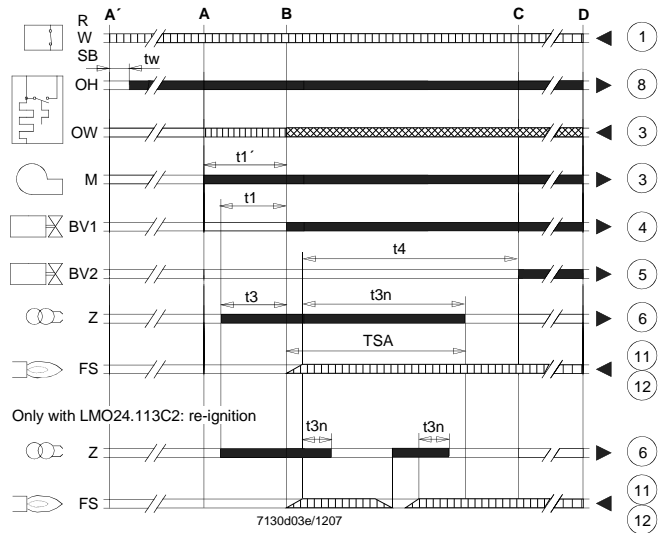 A´ A B C D
R
W 1
SB tw
OH 8
OW 3
t1´
M 3
t1
BV1 4
t4
BV2 5
t3 t3n
Z 6
TSA
FS 11
12
Only with LMO24.113C2: re-ignition
t3n t3n
Z 6
FS 11
12
7130d03e/1207